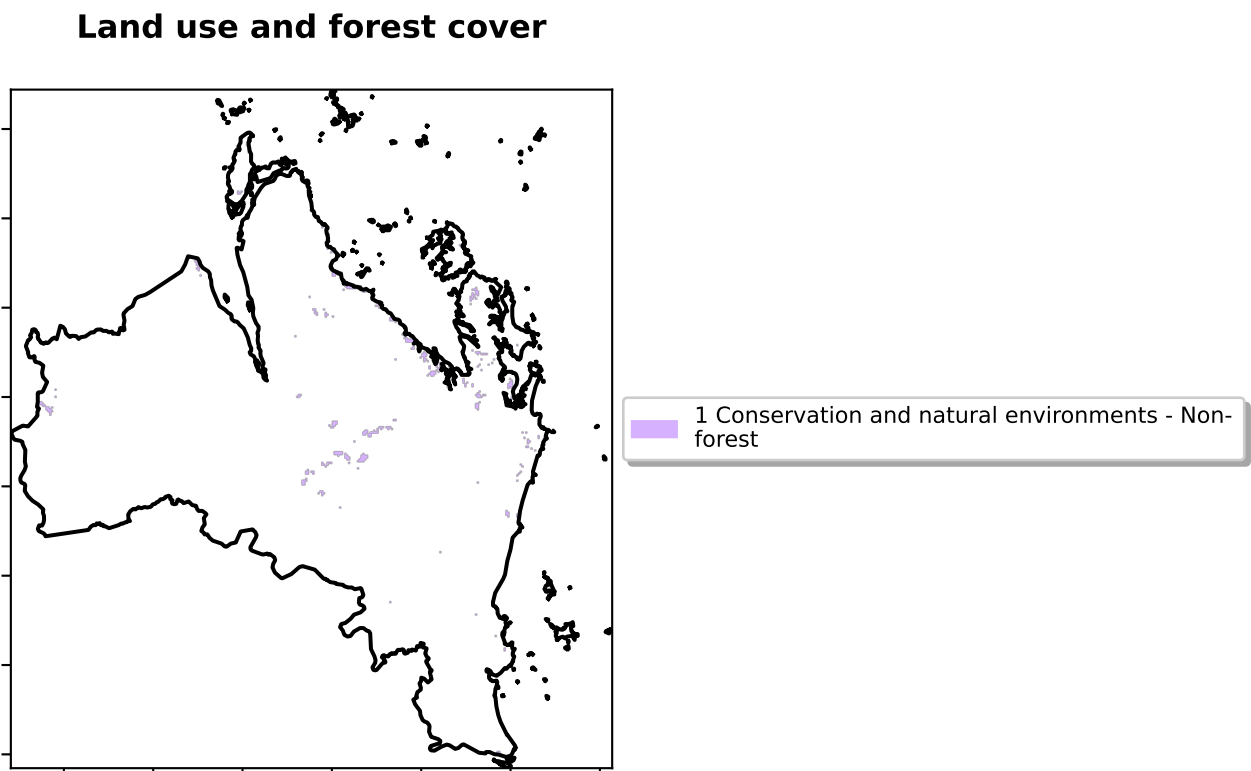 Land use and forest cover
1 Conservation and natural environments - Non-
forest